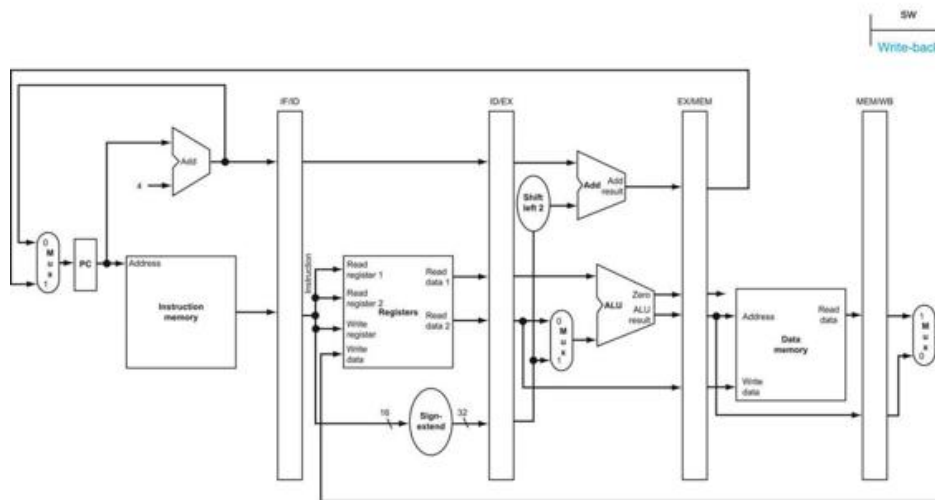 SW
Write-back
IF/ID
ID/EX
EX/MEM
MEM/WB
Add
4
Shift
left 2
Add
Add
result
0
M
u
x
1
PC
Address
Instruction
memory
Instruction
Read
register 1
Read
register 2
Write
register
Write
data
Registers
Read
data 1
Read
data 2
0
M
u
x
1
ALU
Zero
ALU
result
Address
Write
data
Data
memory
Read
data
1
M
u
x
0
16
Sign-
extend
32